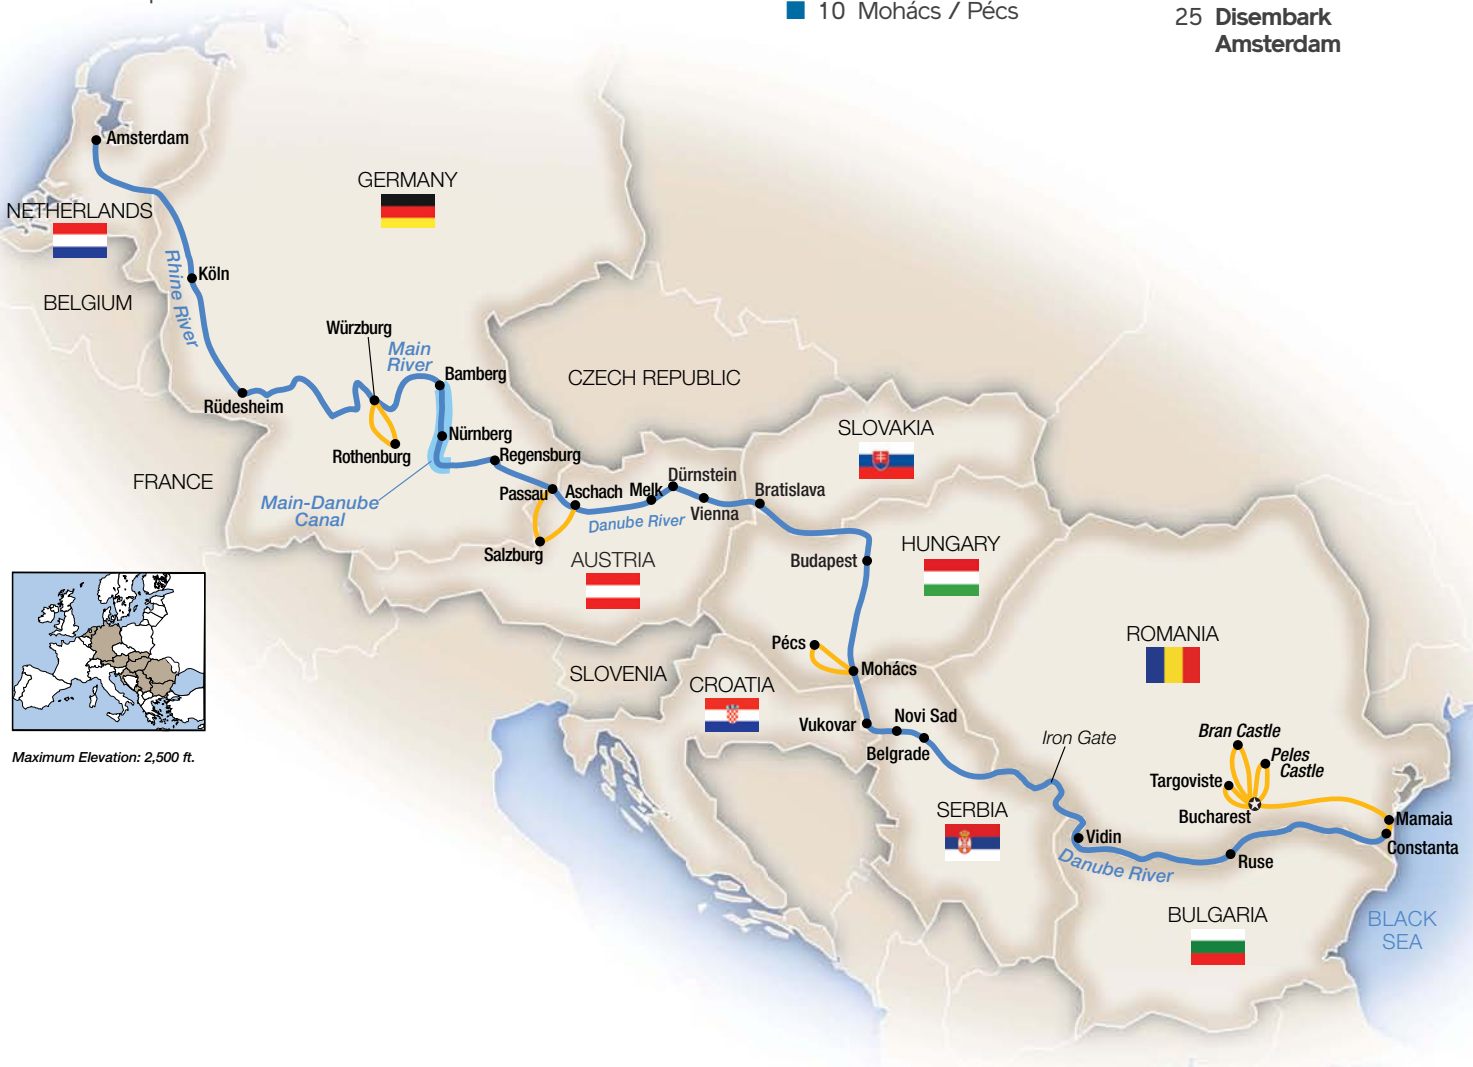 10 Mohács / Pécs
25 Disembark
Amsterdam
Amsterdam
GERMANY
NETHERLANDS
Rhine River
Köln
BELGIUM
Würzburg
Main
River
Bamberg
CZECH REPUBLIC
Rüdesheim
Nürnberg
SLOVAKIA
Rothenburg
Regensburg
FRANCE
Main-Danube
Canal
Passau
Aschach
Melk
Dürnstein
Vienna
Bratislava
Danube River
Salzburg
AUSTRIA
Budapest
HUNGARY
ROMANIA
Pécs
Mohács
SLOVENIA
CROATIA
Vukovar
Novi Sad
Belgrade
Iron Gate
Bran Castle
Peles
Castle
Targoviste
Bucharest
Mamaia
Constanta
SERBIA
Vidin
Danube River
Ruse
BULGARIA
BLACK
SEA
Maximum Elevation: 2,500 ft.